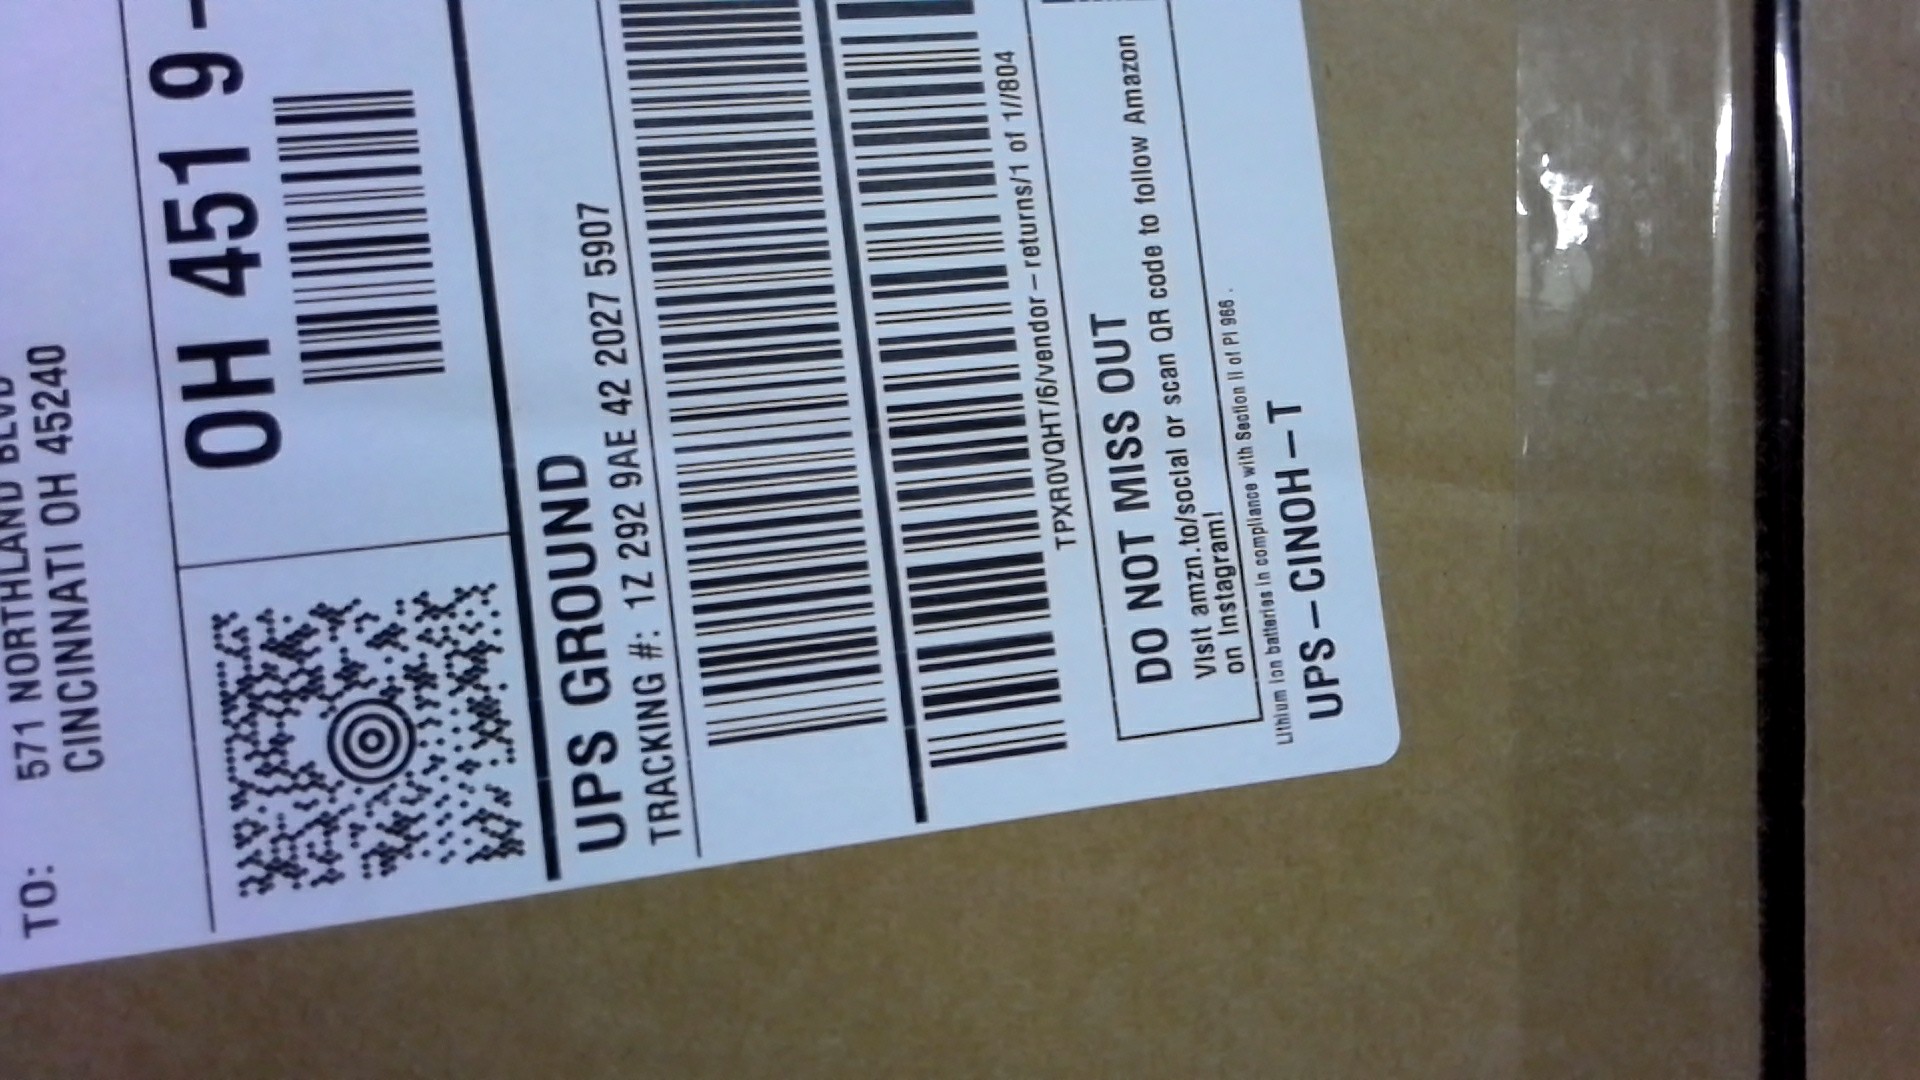 TO:
571 NORTHLAND BLVD
CINCINNATI OH 45240
OH 451 9-
UPS GROUND
TRACKING #: 1Z 292 9AE 42 2027 5907
TPXR0VQHT/6/vendor-returns/1 of 1//804
DO NOT MISS OUT
Visit amzn.to/social or scan QR code to follow Amazon
on Instagram!
Lithium ion batteries in compliance with Section II of PI 966 .
UPS-CINOH-T